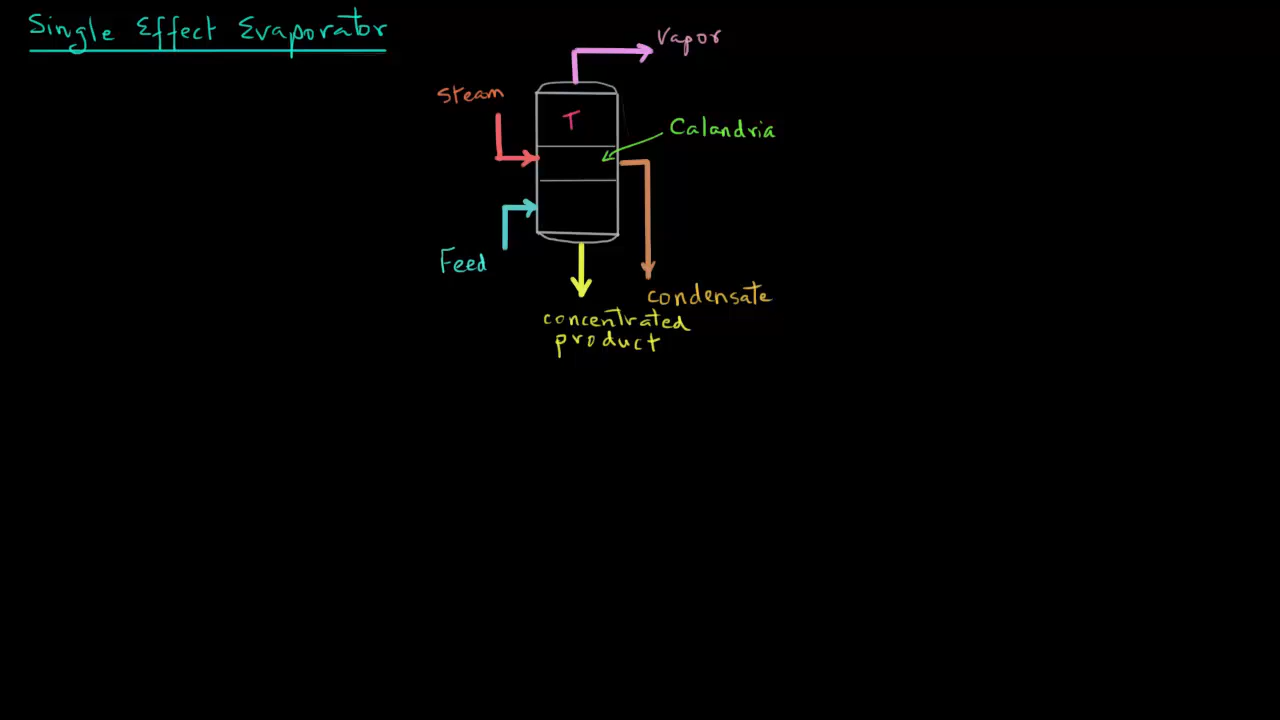 Single Effect Evaporator
Vapor
Steam
T
Calandria
Feed
condensate
concentrated
product